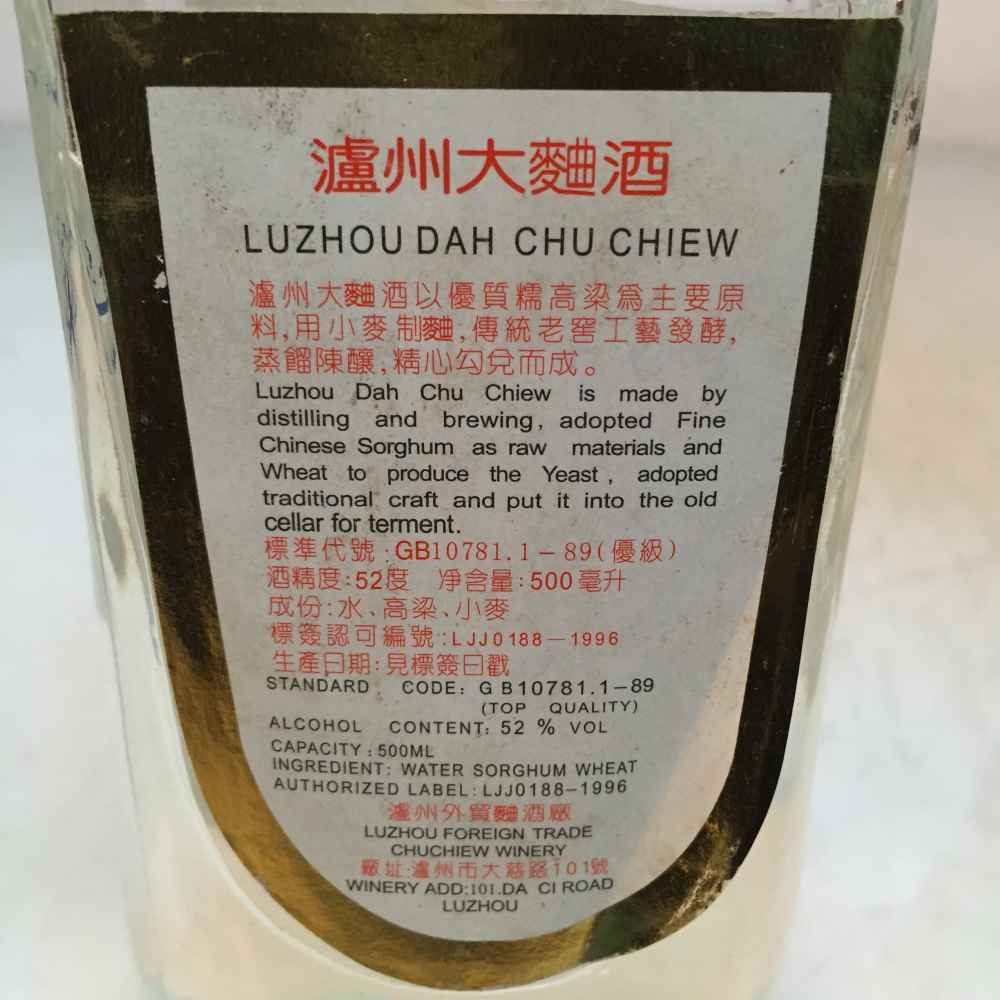 瀘州大麯酒
LUZHOU DAH CHU CHIEW
瀘州大麯酒以優質糯高梁爲主要原
料,用小麥制麯,傳統老窖工藝發酵,
蒸餾陳釀,精心勾兌而成。
Luzhou Dah Chu Chiew is made by
distilling and brewing, adopted Fine
Chinese Sorghum as raw materials and
Wheat to produce the Yeast, adopted
traditional craft and put it into the old
cellar for terment.
標準代號:GB10781.1-89(優級)
酒精度:52度 净含量:500毫升
成份:水、高梁、小麥
標簽認可編號:LJJ0188-1996
生產日期:見標簽日戳
STANDARD CODE: GB10781.1-89
(TOP QUALITY)
ALCOHOL CONTENT: 52 % VOL
CAPACITY:500ML
INGREDIENT: WATER SORGHUM WHEAT
AUTHORIZED LABEL:LJJ0188-1996
瀘州外貿麯酒廠
LUZHOU FOREIGN TRADE
CHUCHIEW WINERY
廠址:瀘州市大慈路101號
WINERY ADD:101.DA CI ROAD
LUZHOU